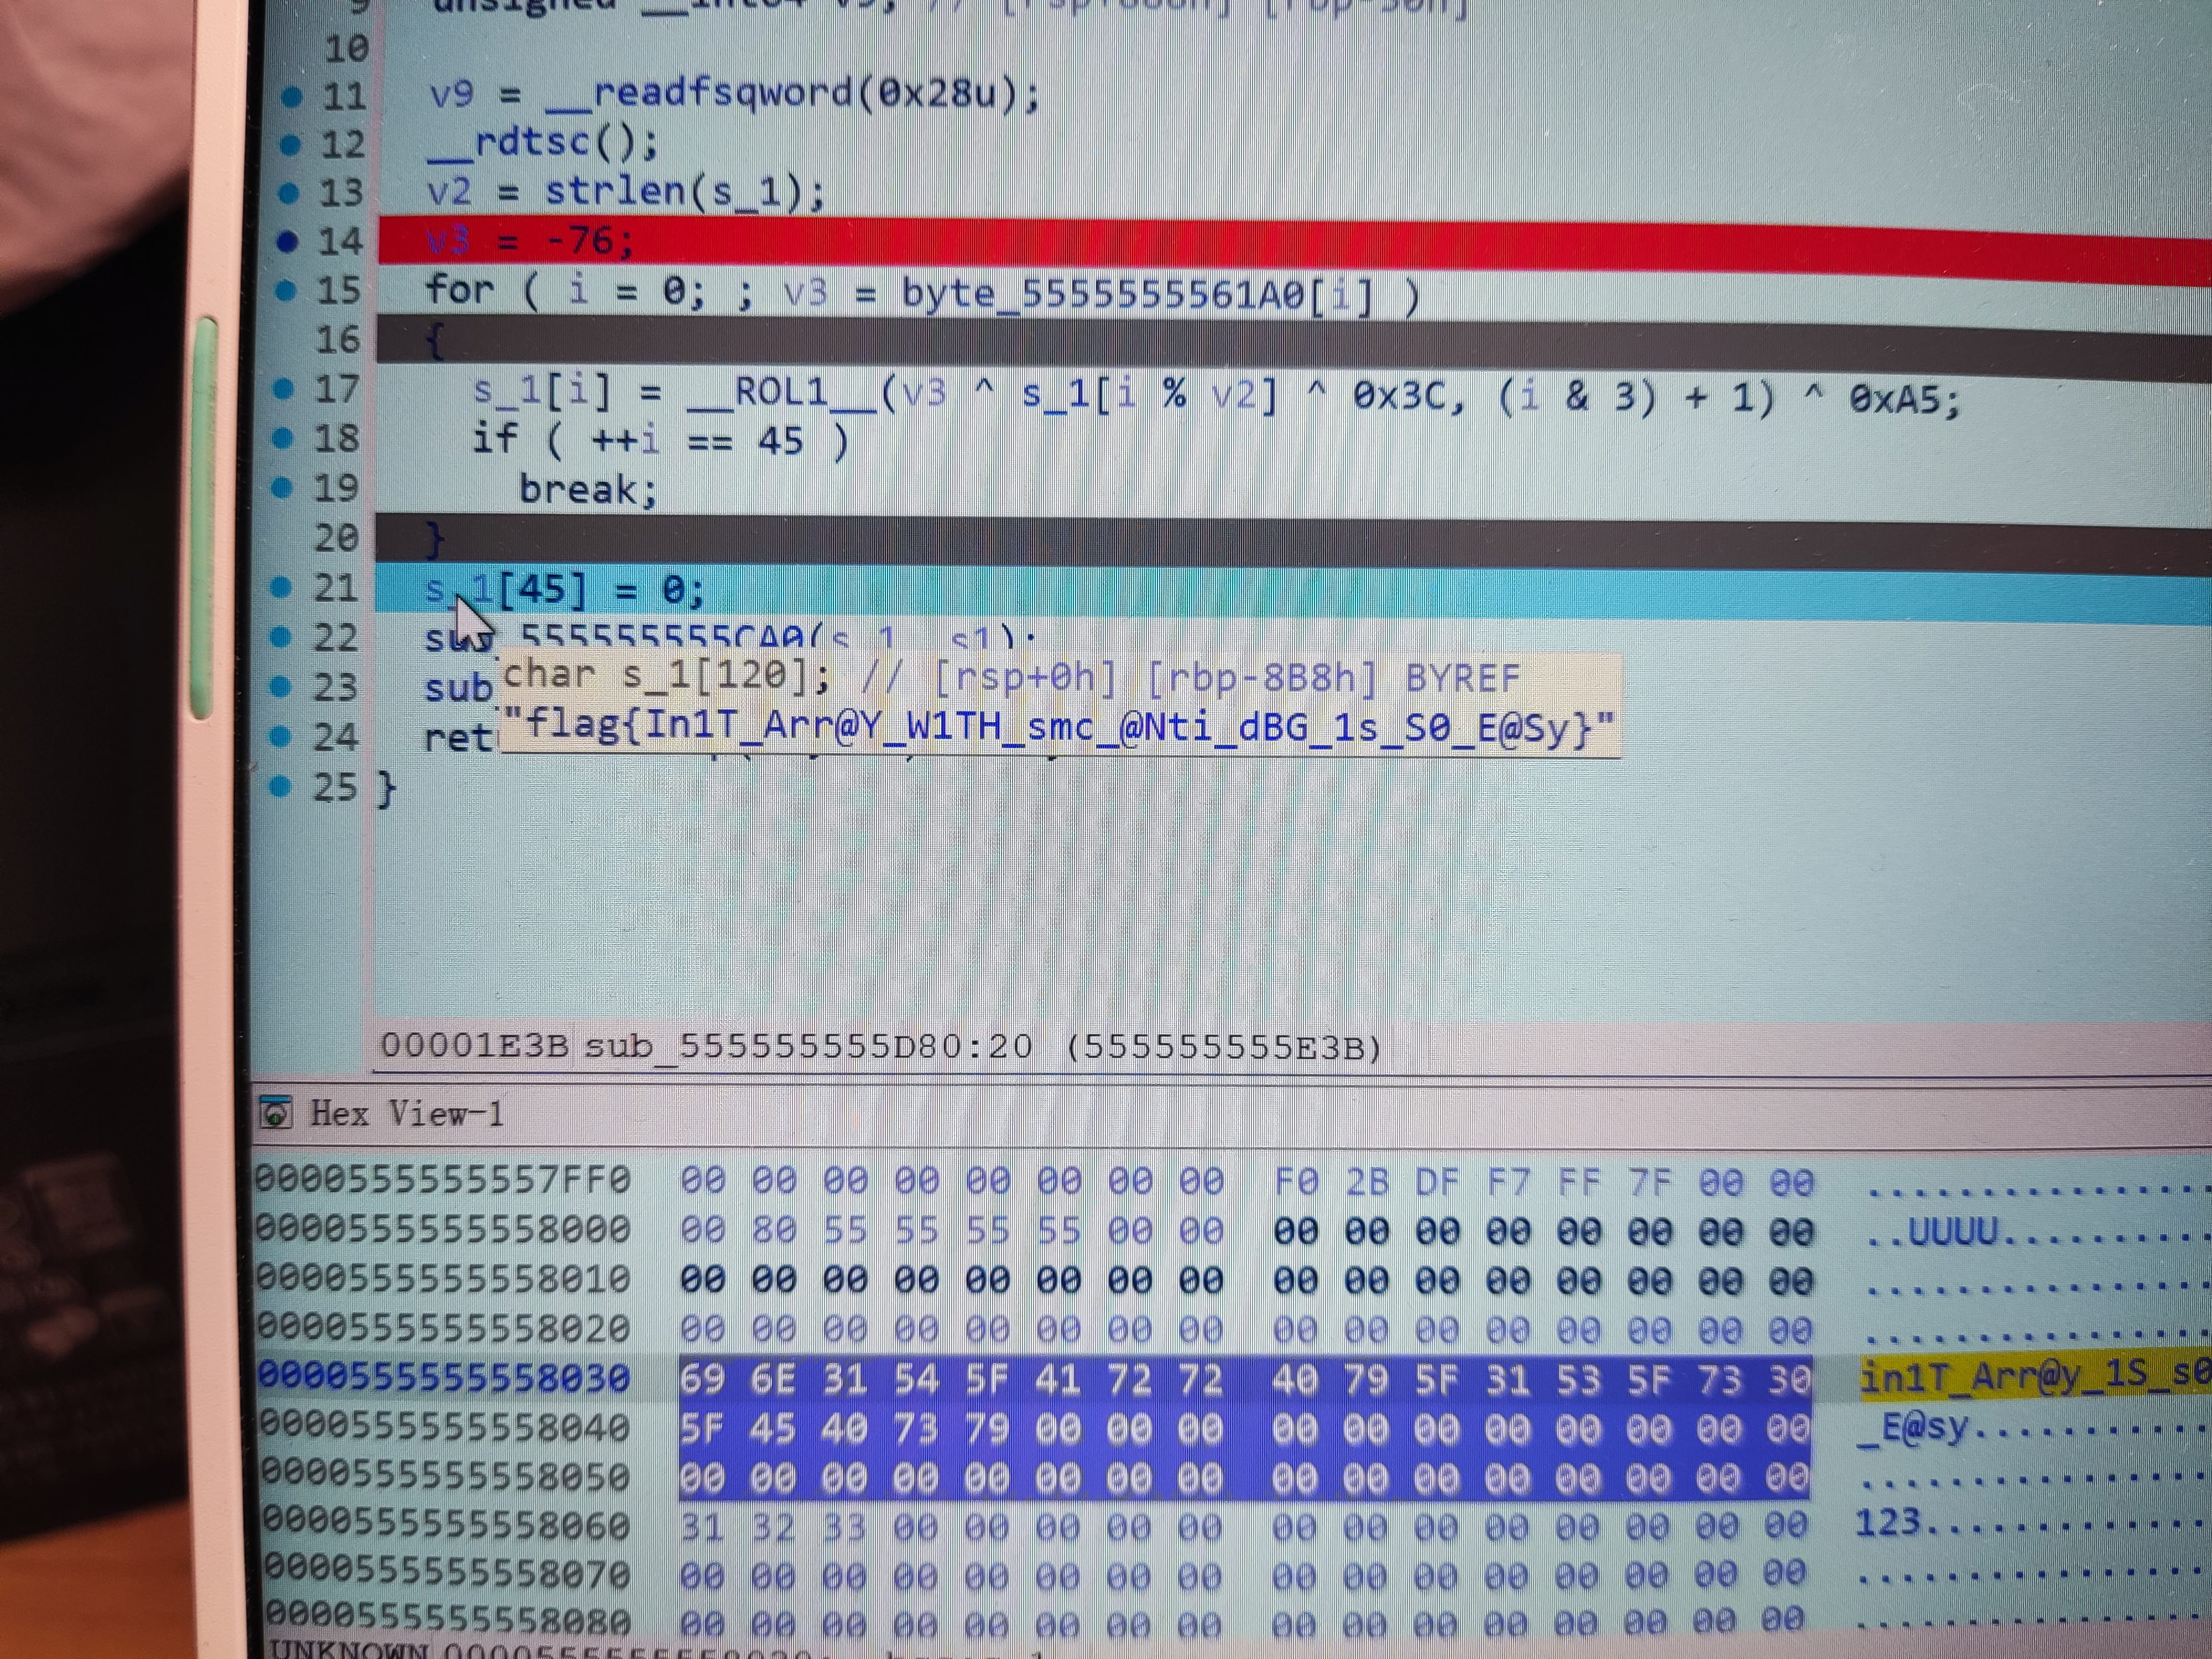 10
11 v9 = __readfsqword(0x28u);
12 __rdtsc();
13 v2 = strlen(s_1);
14 v3 = -76;
15 for ( i = 0; ; v3 = byte_5555555561A0[i] )
16 {
17 s_1[i] = __ROL1__(v3 ^ s_1[i % v2] ^ 0x3C, (i & 3) + 1) ^ 0xA5;
18 if ( ++i == 45 )
19 break;
20 }
21 s_1[45] = 0;
22 sub_555555555CA0(s_1, s1);
char s_1[120]; // [rsp+0h] [rbp-8B8h] BYREF
23 sub
"flag{In1T_Arr@Y_W1TH_smc_@Nti_dBG_1s_S0_E@Sy}"
24 ret
25 }
00001E3B sub_555555555D80:20 (555555555E3B)
Hex View-1
0000555555557FF0 00 00 00 00 00 00 00 00 F0 2B DF F7 FF 7F 00 00 ................
0000555555558000 00 80 55 55 55 55 00 00 00 00 00 00 00 00 00 00 ..UUUU..........
0000555555558010 00 00 00 00 00 00 00 00 00 00 00 00 00 00 00 00 ................
0000555555558020 00 00 00 00 00 00 00 00 00 00 00 00 00 00 00 00 ................
0000555555558030 69 6E 31 54 5F 41 72 72 40 79 5F 31 53 5F 73 30 in1T_Arr@y_1S_s0
0000555555558040 5F 45 40 73 79 00 00 00 00 00 00 00 00 00 00 00 _E@sy...........
0000555555558050 00 00 00 00 00 00 00 00 00 00 00 00 00 00 00 00 ................
0000555555558060 31 32 33 00 00 00 00 00 00 00 00 00 00 00 00 00 123.............
0000555555558070 00 00 00 00 00 00 00 00 00 00 00 00 00 00 00 00 ................
0000555555558080 00 00 00 00 00 00 00 00 00 00 00 00 00 00 00 00 ................
UNKNOWN